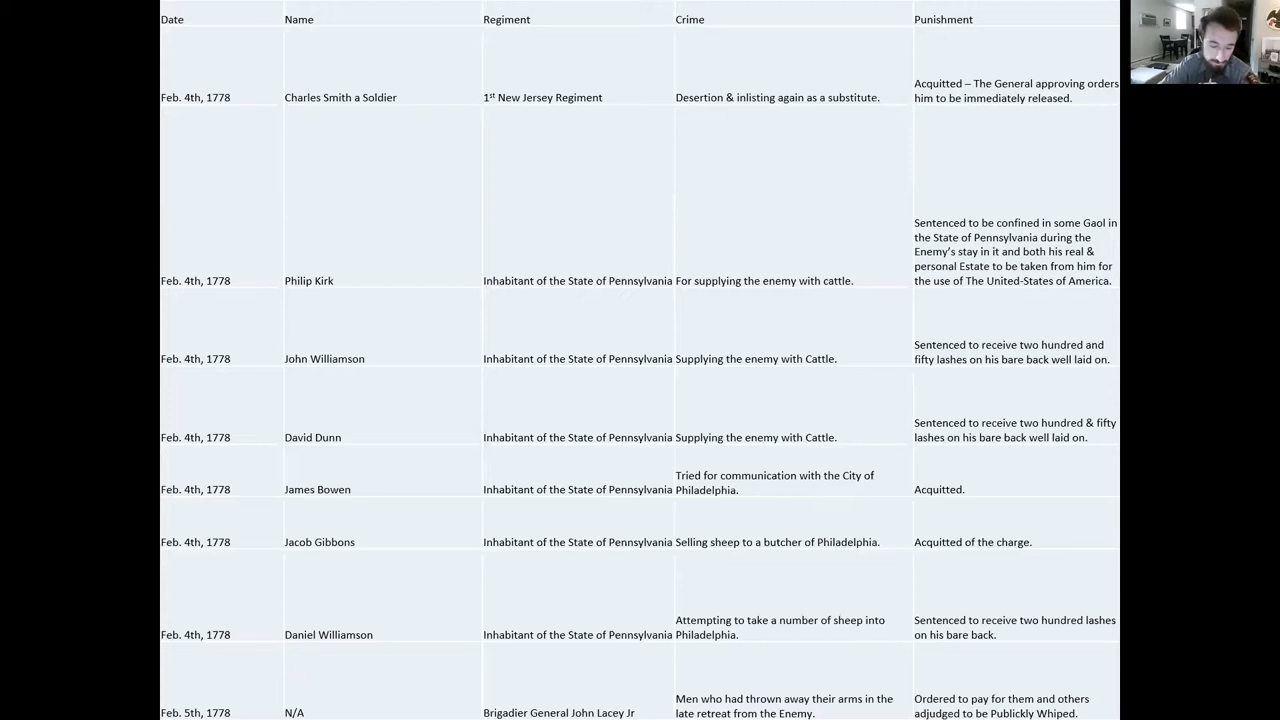 Date Name Regiment Crime Punishment
Acquitted – The General approving orders
Feb. 4th, 1778 Charles Smith a Soldier 1st New Jersey Regiment Desertion & inlisting again as a substitute. him to be immediately released.
Sentenced to be confined in some Gaol in
the State of Pennsylvania during the
Enemy's stay in it and both his real &
personal Estate to be taken from him for
Feb. 4th, 1778 Philip Kirk Inhabitant of the State of Pennsylvania For supplying the enemy with cattle. the use of The United-States of America.
Sentenced to receive two hundred and
Feb. 4th, 1778 John Williamson Inhabitant of the State of Pennsylvania Supplying the enemy with Cattle. fifty lashes on his bare back well laid on.
Sentenced to receive two hundred & fifty
Feb. 4th, 1778 David Dunn Inhabitant of the State of Pennsylvania Supplying the enemy with Cattle. lashes on his bare back well laid on.
Tried for communication with the City of
Feb. 4th, 1778 James Bowen Inhabitant of the State of Pennsylvania Philadelphia. Acquitted.
Feb. 4th, 1778 Jacob Gibbons Inhabitant of the State of Pennsylvania Selling sheep to a butcher of Philadelphia. Acquitted of the charge.
Attempting to take a number of sheep into Sentenced to receive two hundred lashes
Feb. 4th, 1778 Daniel Williamson Inhabitant of the State of Pennsylvania Philadelphia. on his bare back.
Men who had thrown away their arms in the Ordered to pay for them and others
Feb. 5th, 1778 N/A Brigadier General John Lacey Jr late retreat from the Enemy. adjudged to be Publickly Whiped.